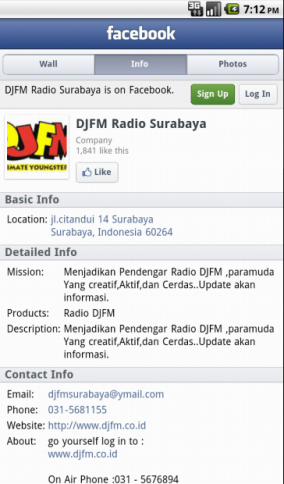 3G 7:12 PM
facebook
Wall Info Photos
DJFM Radio Surabaya is on Facebook. Sign Up Log In
DJFM
IMATE YOUNGSTER
DJFM Radio Surabaya
Company
1,841 like this
Like
Basic Info
Location: jl.citandui 14 Surabaya
Surabaya, Indonesia 60264
Detailed Info
Mission: Menjadikan Pendengar Radio DJFM ,paramuda
Yang creatif,Aktif,dan Cerdas..Update akan
informasi.
Products: Radio DJFM
Description: Menjadikan Pendengar Radio DJFM ,paramuda
Yang creatif,Aktif,dan Cerdas..Update akan
informasi.
Contact Info
Email: djfmsurabaya@ymail.com
Phone: 031-5681155
Website: http://www.djfm.co.id
About: go yourself log in to :
www.djfm.co.id
On Air Phone :031 - 5676894